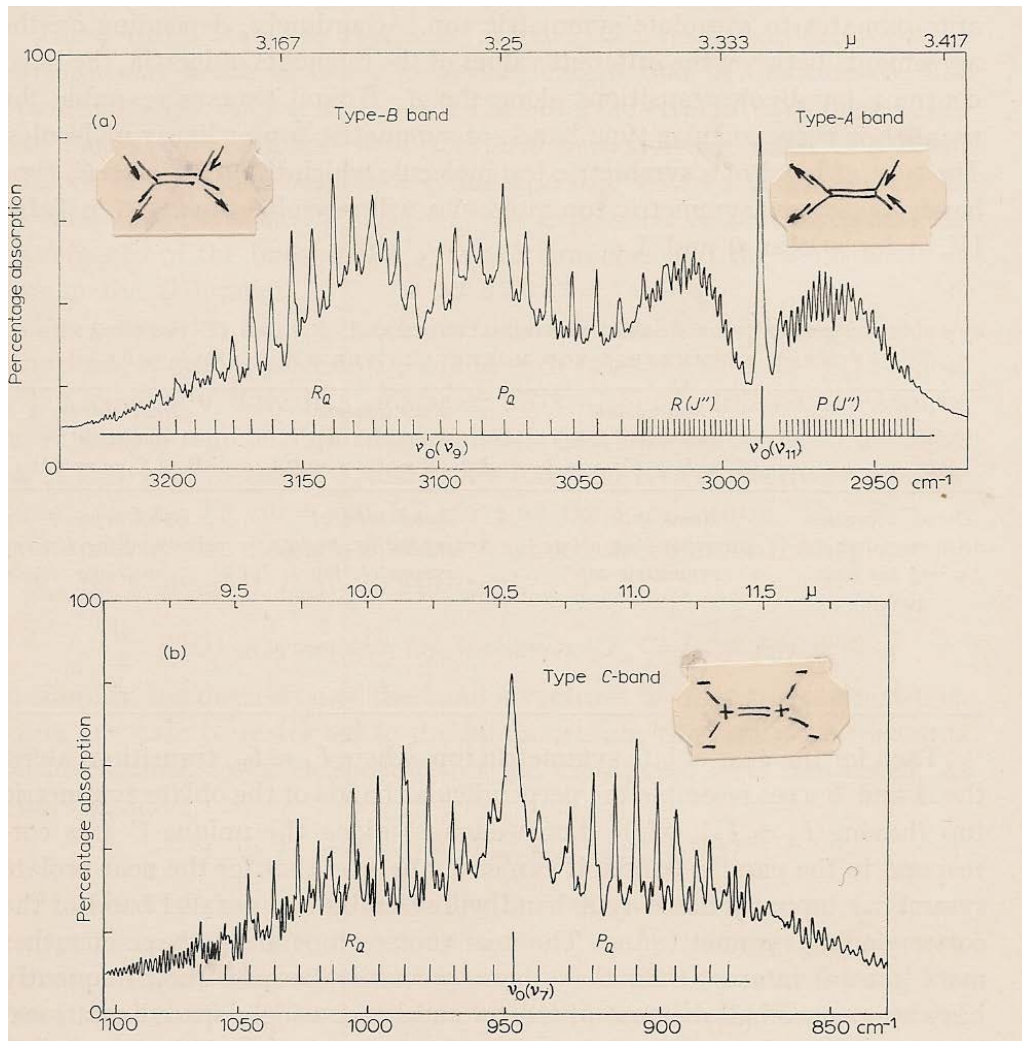 3.167 3.25 3.333 μ 3.417
100
(a)
Type-B band
Type-A band
Percentage absorption
R_Q P_Q R(J″) P(J″)
ν₀(ν₉) ν₀(ν₁₁)
0
3200 3150 3100 3050 3000 2950 cm⁻¹
9.5 10.0 10.5 11.0 11.5 μ
100
(b)
Type C-band
Percentage absorption
R_Q P_Q
ν₀(ν₇)
0
1100 1050 1000 950 900 850 cm⁻¹